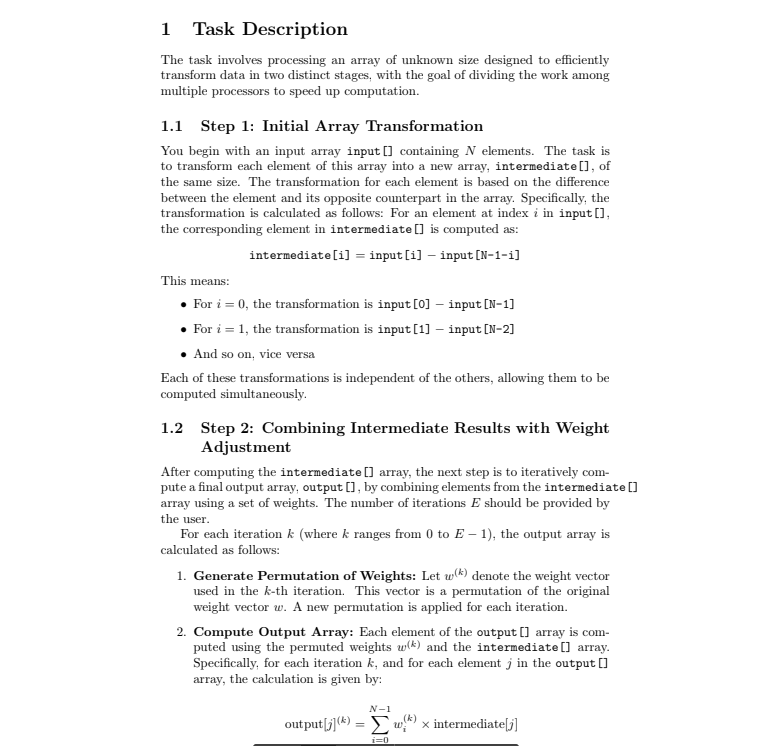 1 Task Description
The task involves processing an array of unknown size designed to efficiently
transform data in two distinct stages, with the goal of dividing the work among
multiple processors to speed up computation.
1.1 Step 1: Initial Array Transformation
You begin with an input array input[] containing N elements. The task is
to transform each element of this array into a new array, intermediate[], of
the same size. The transformation for each element is based on the difference
between the element and its opposite counterpart in the array. Specifically, the
transformation is calculated as follows: For an element at index i in input[],
the corresponding element in intermediate[] is computed as:
intermediate[i] = input[i] − input[N-1-i]
This means:
• For i = 0, the transformation is input[0] − input[N-1]
• For i = 1, the transformation is input[1] − input[N-2]
• And so on, vice versa
Each of these transformations is independent of the others, allowing them to be
computed simultaneously.
1.2 Step 2: Combining Intermediate Results with Weight
Adjustment
After computing the intermediate[] array, the next step is to iteratively com-
pute a final output array, output[], by combining elements from the intermediate[]
array using a set of weights. The number of iterations E should be provided by
the user.
For each iteration k (where k ranges from 0 to E − 1), the output array is
calculated as follows:
1. Generate Permutation of Weights: Let w^(k) denote the weight vector
used in the k-th iteration. This vector is a permutation of the original
weight vector w. A new permutation is applied for each iteration.
2. Compute Output Array: Each element of the output[] array is com-
puted using the permuted weights w^(k) and the intermediate[] array.
Specifically, for each iteration k, and for each element j in the output[]
array, the calculation is given by:
output[j]^(k) = ∑_{i=0}^{N−1} w_i^(k) × intermediate[j]